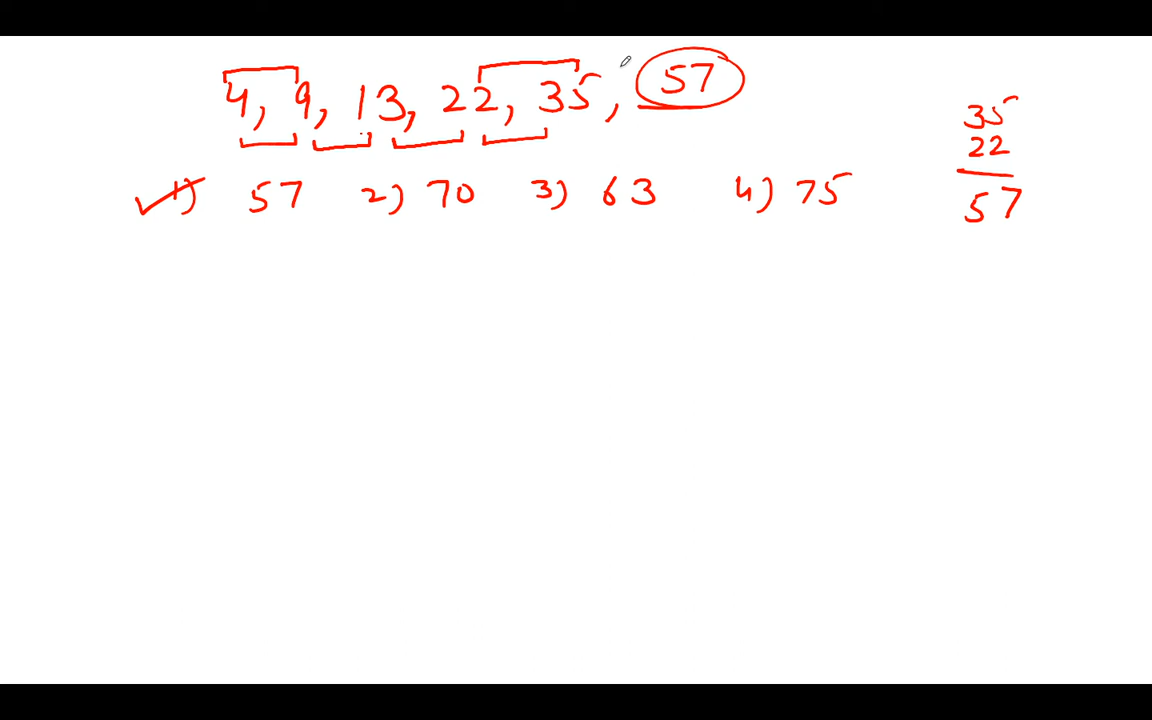 4, 9, 13, 22, 35, 57
1) 57 2) 70 3) 63 4) 75
35
22
57